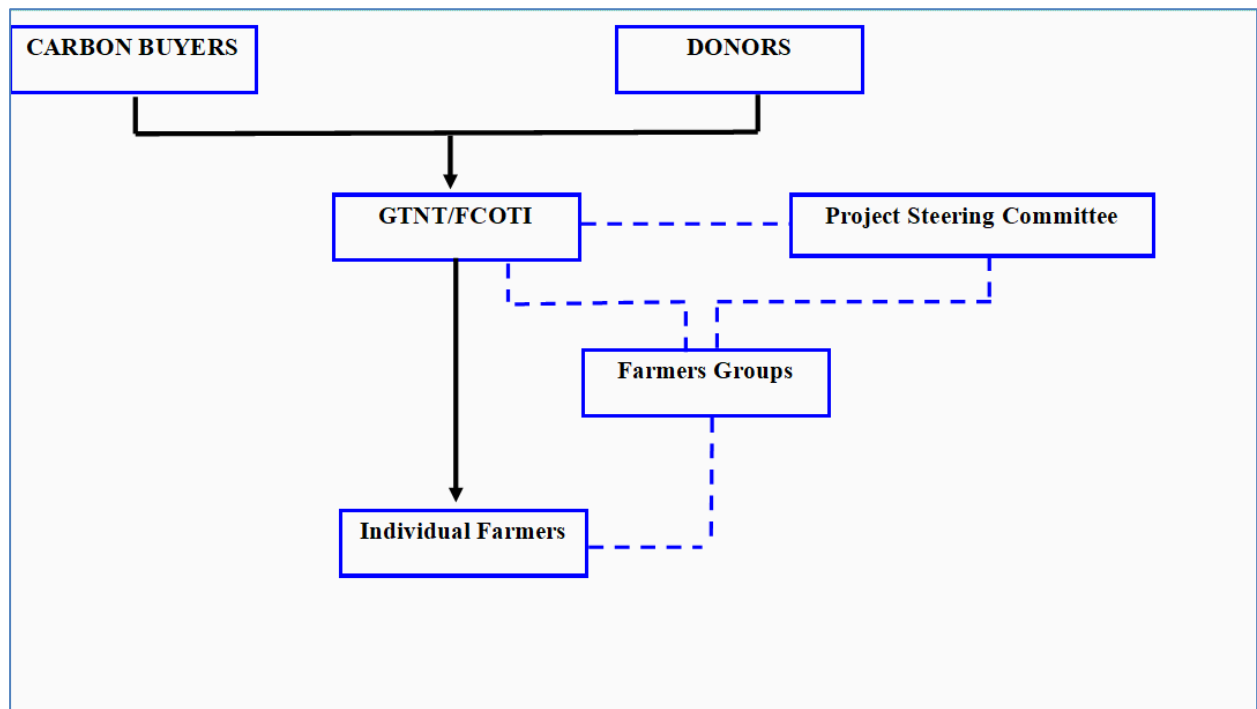 CARBON BUYERS
DONORS
GTNT/FCOTI
Project Steering Committee
Farmers Groups
Individual Farmers